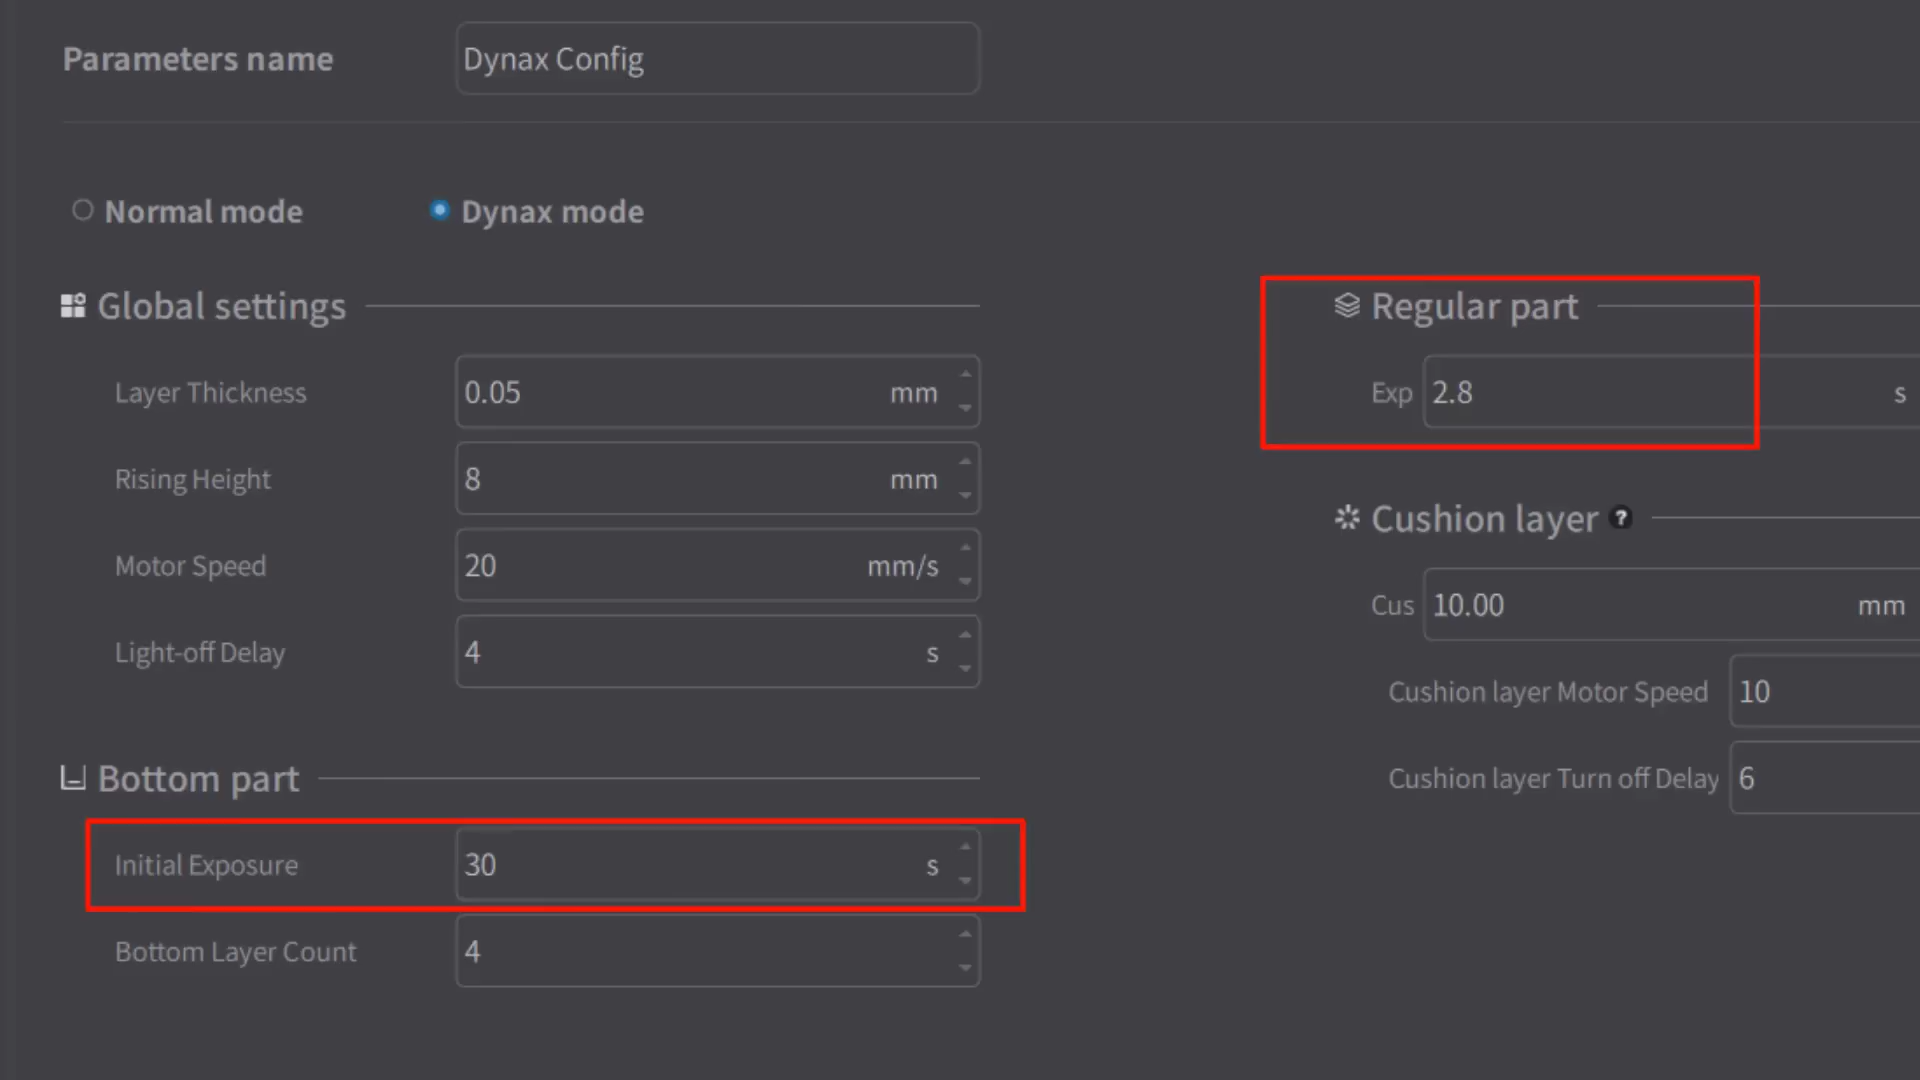 Parameters name Dynax Config
Normal mode Dynax mode
Global settings
Layer Thickness 0.05 mm
Rising Height 8 mm
Motor Speed 20 mm/s
Light-off Delay 4 s
Bottom part
Initial Exposure 30 s
Bottom Layer Count 4
Regular part
Exp 2.8 s
Cushion layer ?
Cus 10.00 mm
Cushion layer Motor Speed 10
Cushion layer Turn off Delay 6